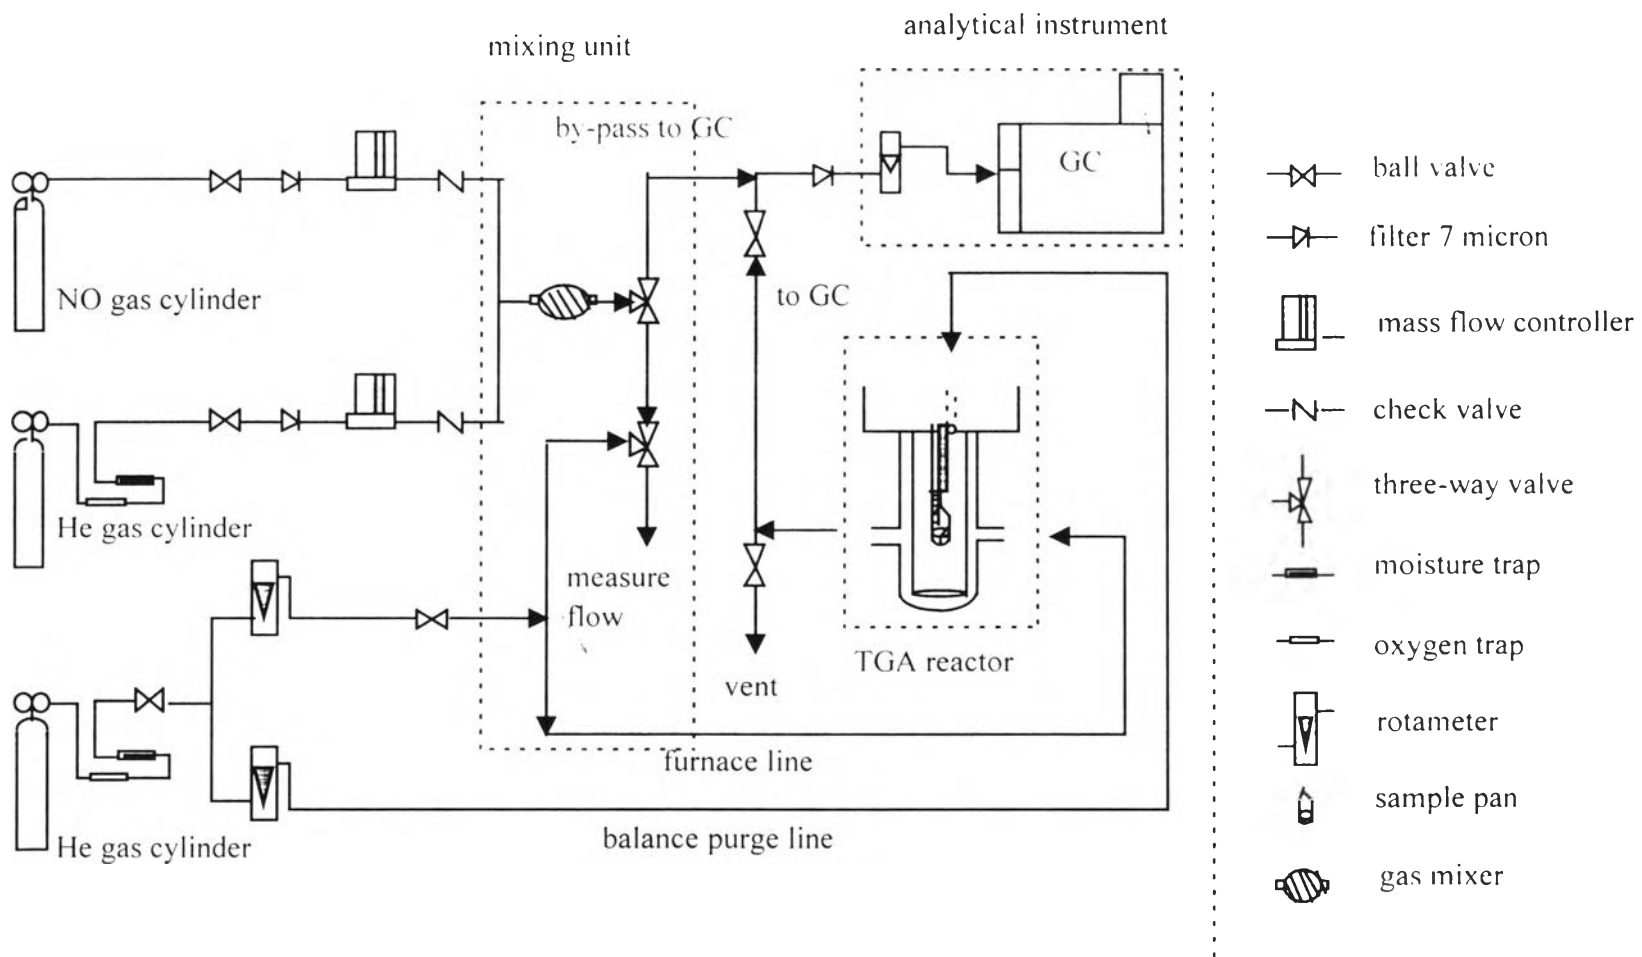 analytical instrument
mixing unit
by-pass to GC
GC
ball valve
filter 7 micron
NO gas cylinder
to GC
mass flow controller
check valve
three-way valve
He gas cylinder
measure
flow
moisture trap
TGA reactor
oxygen trap
vent
rotameter
furnace line
sample pan
He gas cylinder
balance purge line
gas mixer